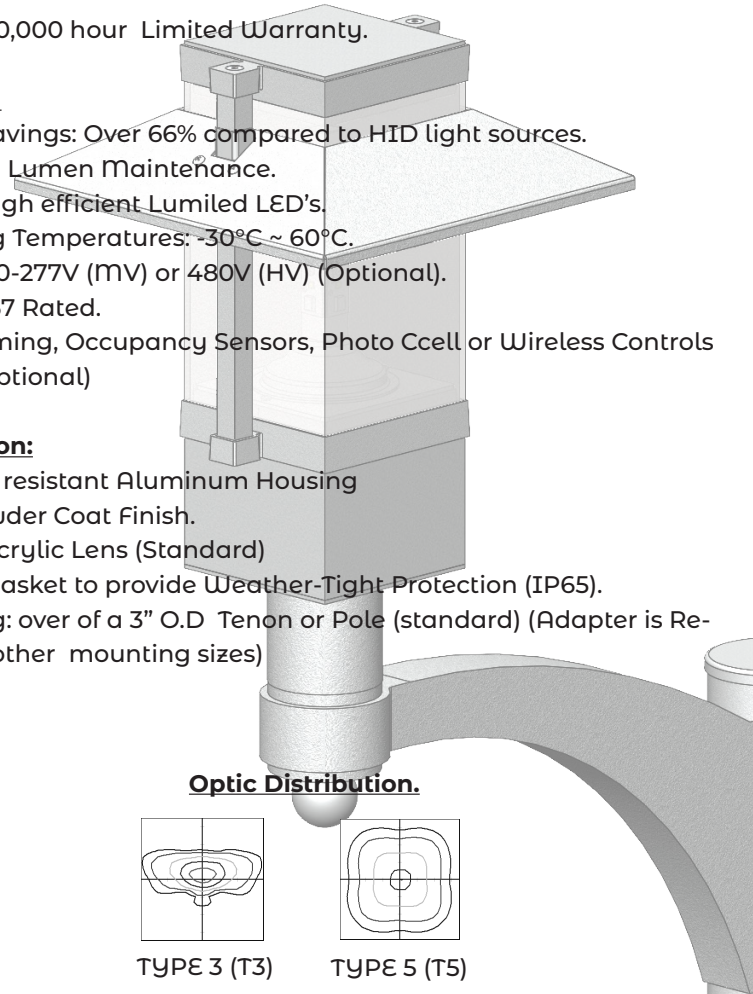 0,000 hour Limited Warranty.
avings: Over 66% compared to HID light sources.
Lumen Maintenance.
gh efficient Lumiled LED's.
g Temperatures: -30°C ~ 60°C.
0-277V (MV) or 480V (HV) (Optional).
7 Rated.
ming, Occupancy Sensors, Photo Ccell or Wireless Controls
ptional)
on:
resistant Aluminum Housing
der Coat Finish.
crylic Lens (Standard)
asket to provide Weather-Tight Protection (IP65).
g: over of a 3” O.D Tenon or Pole (standard) (Adapter is Re-
other mounting sizes)
Optic Distribution.
TYPE 3 (T3) TYPE 5 (T5)